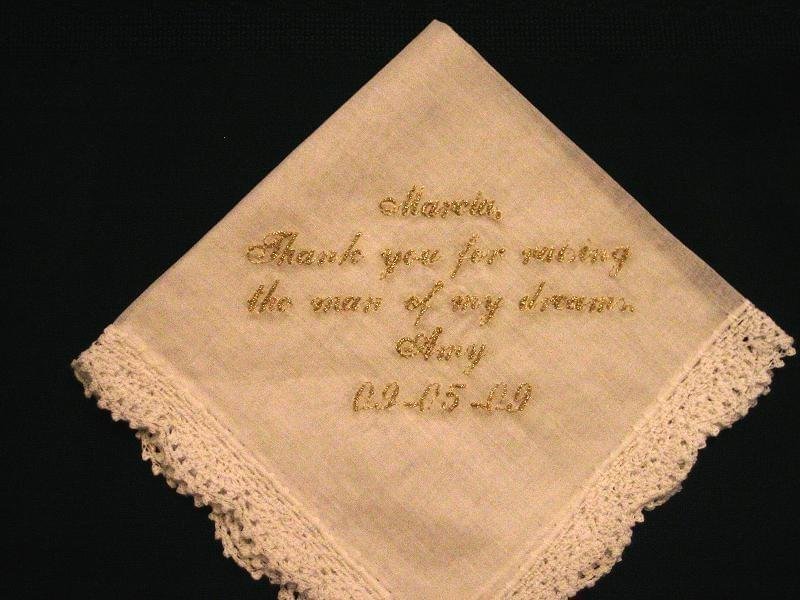 Marcia,
Thank you for raising
the man of my dreams.
Amy
09-05-09